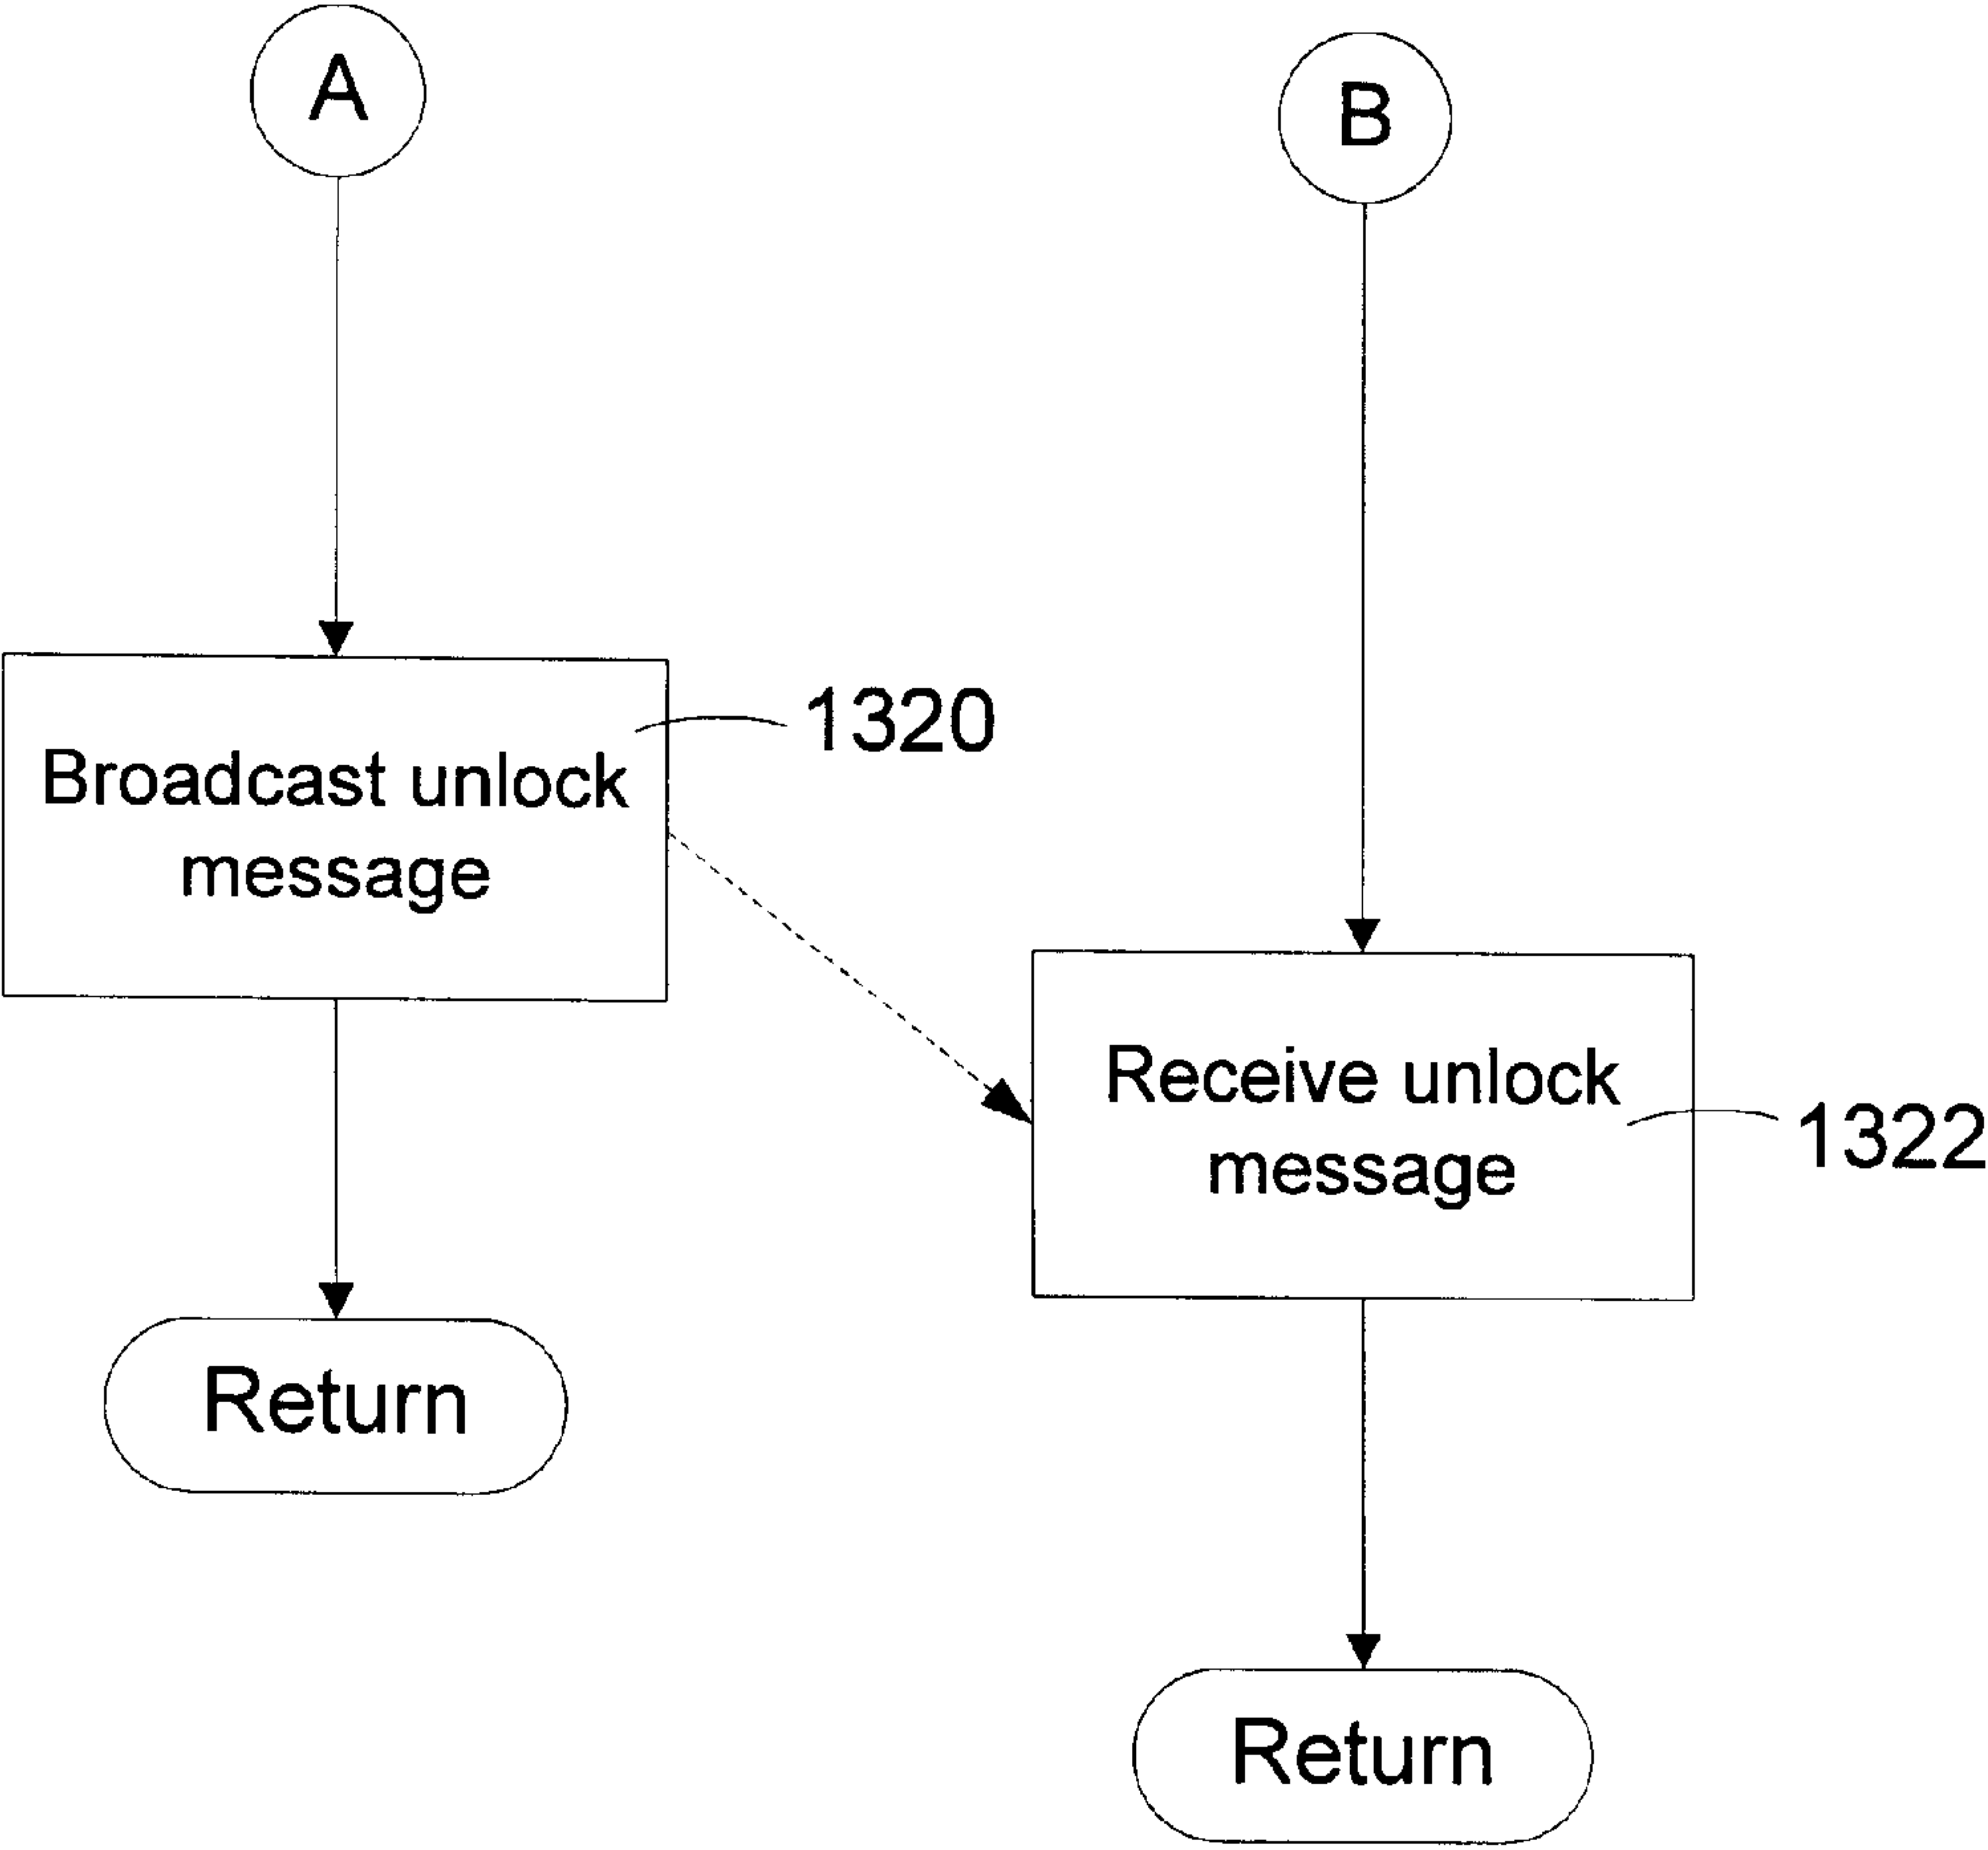 A
B
1320
Broadcast unlock
message
Receive unlock
1322
message
Return
Return